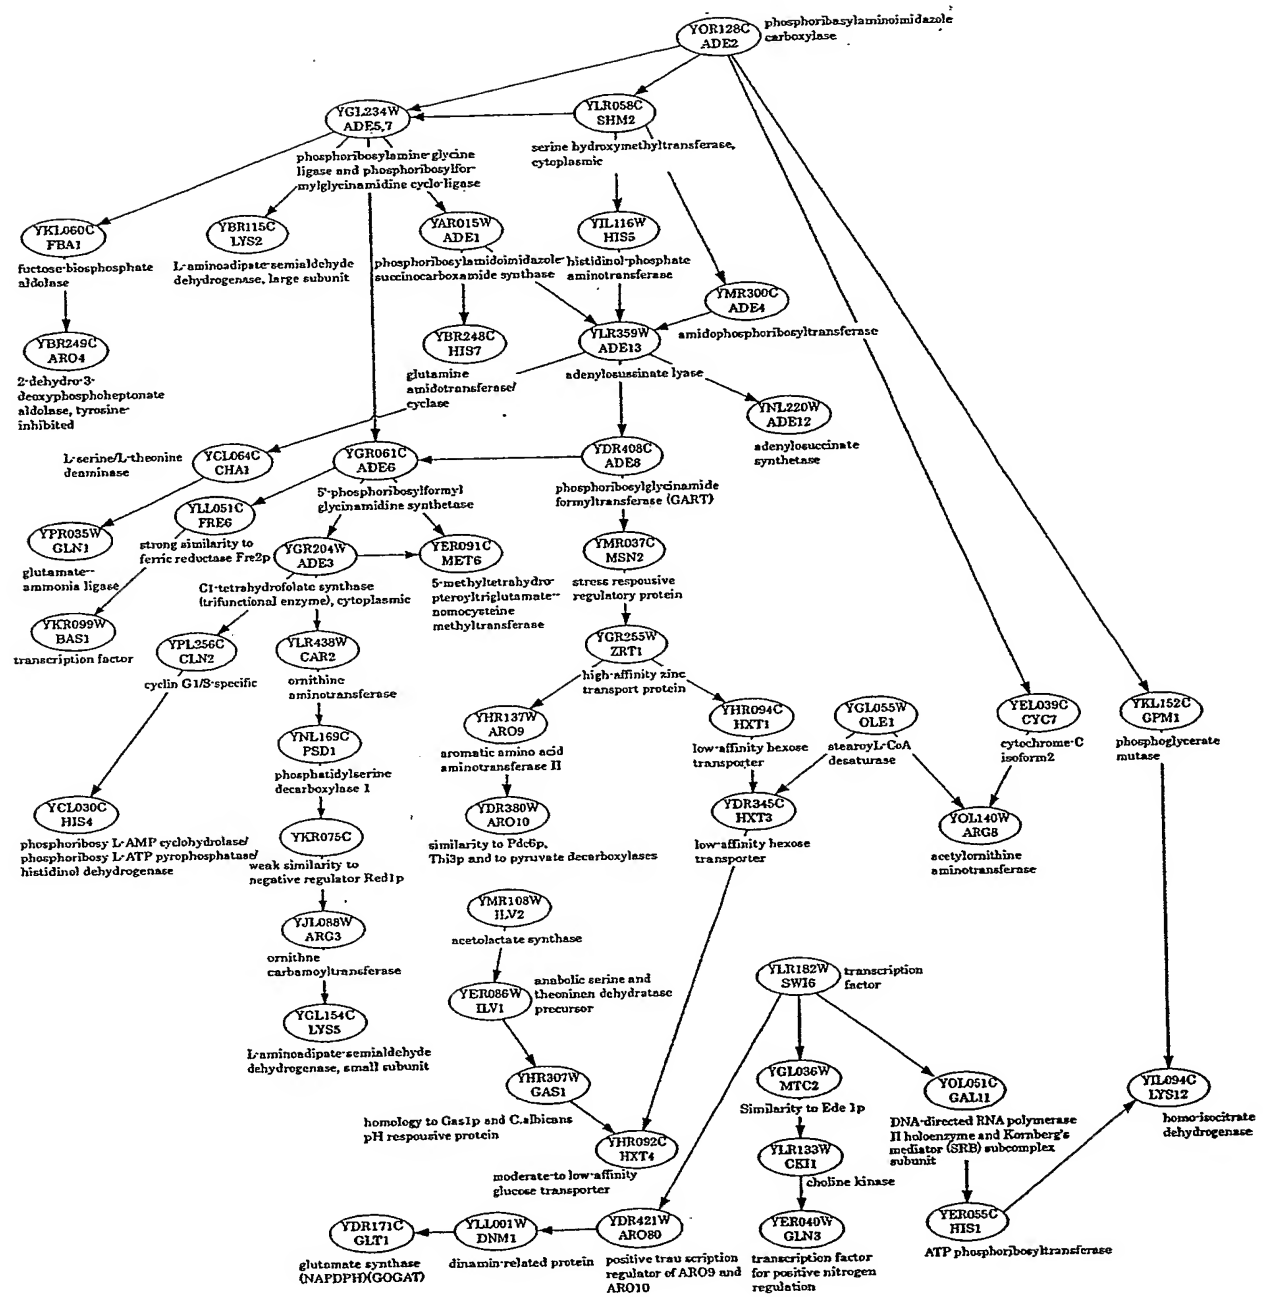 YOR128C
ADE2
phosphoribasylaminoimidazole
carboxylase
YGL234W
ADE5,7
YLR058C
SHM2
phosphoribosylamine-glycine
ligase and phosphoribosylfor-
mylglycinamidine cyclo-ligase
serine hydroxymethyltransferase,
cytoplasmic
YKL060C
FBA1
fuctose-biosphosphate
aldolase
YBR115C
LYS2
L-aminoadipate-semialdehyde
dehydrogenase, large subunit
YAR015W
ADE1
phosphoribosylamidoimidazole-
succinocarboxamide synthase
YIL116W
HIS5
histidinol-phosphate
aminotransferase
YMR300C
ADE4
amidophosphoribosyltransferase
YBR249C
ARO4
2-dehydro-3-
deoxyphosphoheptonate
aldolase, tyrosine-
inhibited
YBR248C
HIS7
glutamine
amidotransferase/
cyclase
YLR359W
ADE13
adenylosussinate lyase
YNL220W
ADE12
adenylosuccinate
synthetase
L-serine/L-theonine
deaminase
YCL064C
CHA1
YGR061C
ADE6
5'-phosphoribosylformyl
glycinamidine synthetase
YDR408C
ADE8
phosphoribosylglycinamide
formyltransferase (GART)
YPR035W
GLN1
glutamate--
ammonia ligase
YLL051C
FRE6
strong similarity to
ferric reductase Fre2p
YGR204W
ADE3
C1-tetrahydrofolate synthase
(trifunctional enzyme), cytoplasmic
YER091C
MET6
5-methyltetrahydro-
pteroyltriglutamate--
nomocysteine
methyltransferase
YMR037C
MSN2
stress respousive
regulatory protein
YKR099W
BAS1
transcription factor
YPL256C
CLN2
cyclin G1/S-specific
YLR438W
CAR2
ornithine
aminotransferase
YGR255W
ZRT1
high-affinity zinc
transport protein
YNL169C
PSD1
phosphatidylserine
decarboxylase 1
YHR137W
ARO9
aromatic amino acid
aminotransferase II
YHR094C
HXT1
low-affinity hexose
transporter
YGL055W
OLE1
stearoyL-CoA
desaturase
YEL039C
CYC7
cytochrome-C
isoform2
YKL152C
GPM1
phosphoglycerate
mutase
YCL030C
HIS4
phosphoribosy L-AMP cyclohydrolase/
phosphoribosy L-ATP pyrophosphatase/
histidinol dehydrogenase
YKR075C
weak similarity to
negative regulator Red1p
YDR380W
ARO10
similarity to Pdc6p,
Thi3p and to pyruvate decarboxylases
YDR345C
HXT3
low-affinity hexose
transporter
YOL140W
ARG8
acetylornithine
aminotransferase
YJL088W
ARG3
ornithne
carbamoyltransferase
YMR108W
ILV2
acetolactate synthase
YGL154C
LYS5
L-aminoadipate-semialdehyde
dehydrogenase, small subunit
YER086W
ILV1
anabolic serine and
theoninen dehydratase
precursor
YLR182W
SWI6
transcription
factor
YHR307W
GAS1
homology to Gas1p and C.albicans
pH respousive protein
YGL036W
MTC2
Similarity to Ede 1p
YOL051C
GAL11
DNA-directed RNA polymerase
II holoenzyme and Kornberg's
mediator (SRB) subcomplex
subunit
YIL094C
LYS12
homo-isocitrate
dehydrogenase
YHR092C
HXT4
moderate-to low-affinity
glucose transporter
YLR133W
CKI1
choline kinase
YDR171C
GLT1
glutomate synthase
(NAPDPH)(GOGAT)
YLL001W
DNM1
dinamin-related protein
YDR421W
ARO80
positive trau scription
regulator of ARO9 and
ARO10
YER040W
GLN3
transcription factor
for positive nitrogen
regulation
YER055C
HIS1
ATP phosphoribosyltransferase